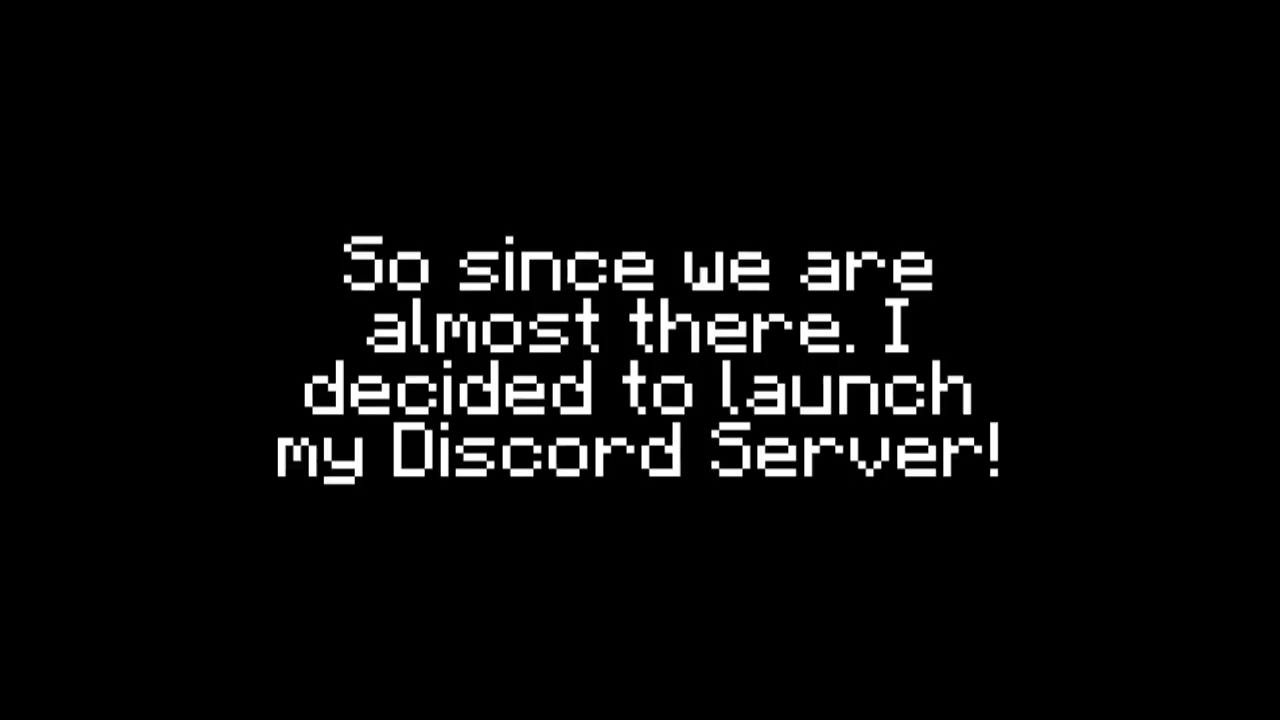 So since we are
almost there. I
decided to launch
my Discord Server!